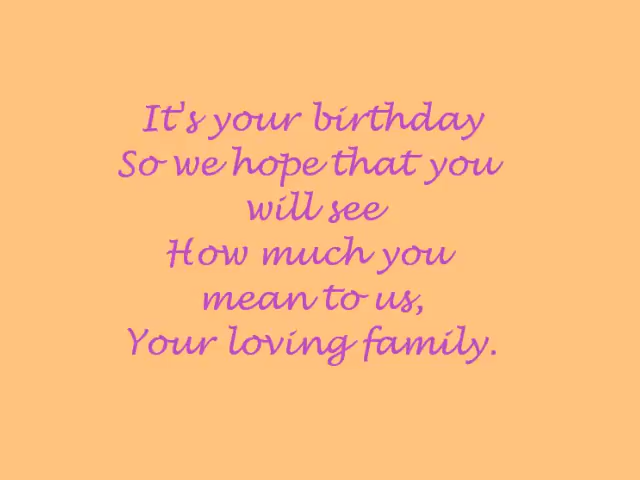 It's your birthday
So we hope that you
will see
How much you
mean to us,
Your loving family.